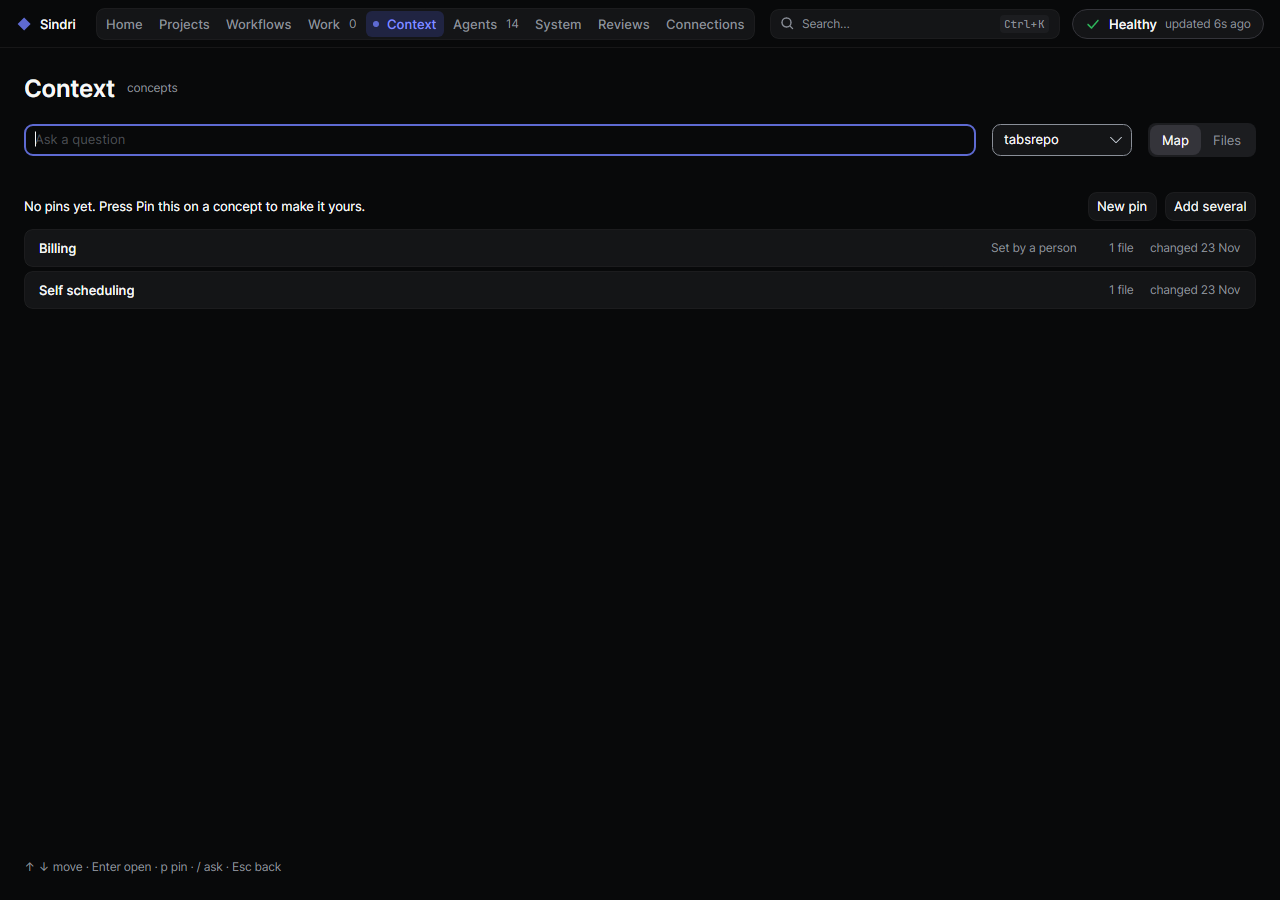 Sindri Home Projects Workflows Work 0 Context Agents 14 System Reviews Connections Search... Ctrl+K Healthy updated 6s ago
Context concepts
Ask a question tabsrepo Map Files
No pins yet. Press Pin this on a concept to make it yours. New pin Add several
Billing Set by a person 1 file changed 23 Nov
Self scheduling 1 file changed 23 Nov
↑ ↓ move · Enter open · p pin · / ask · Esc back